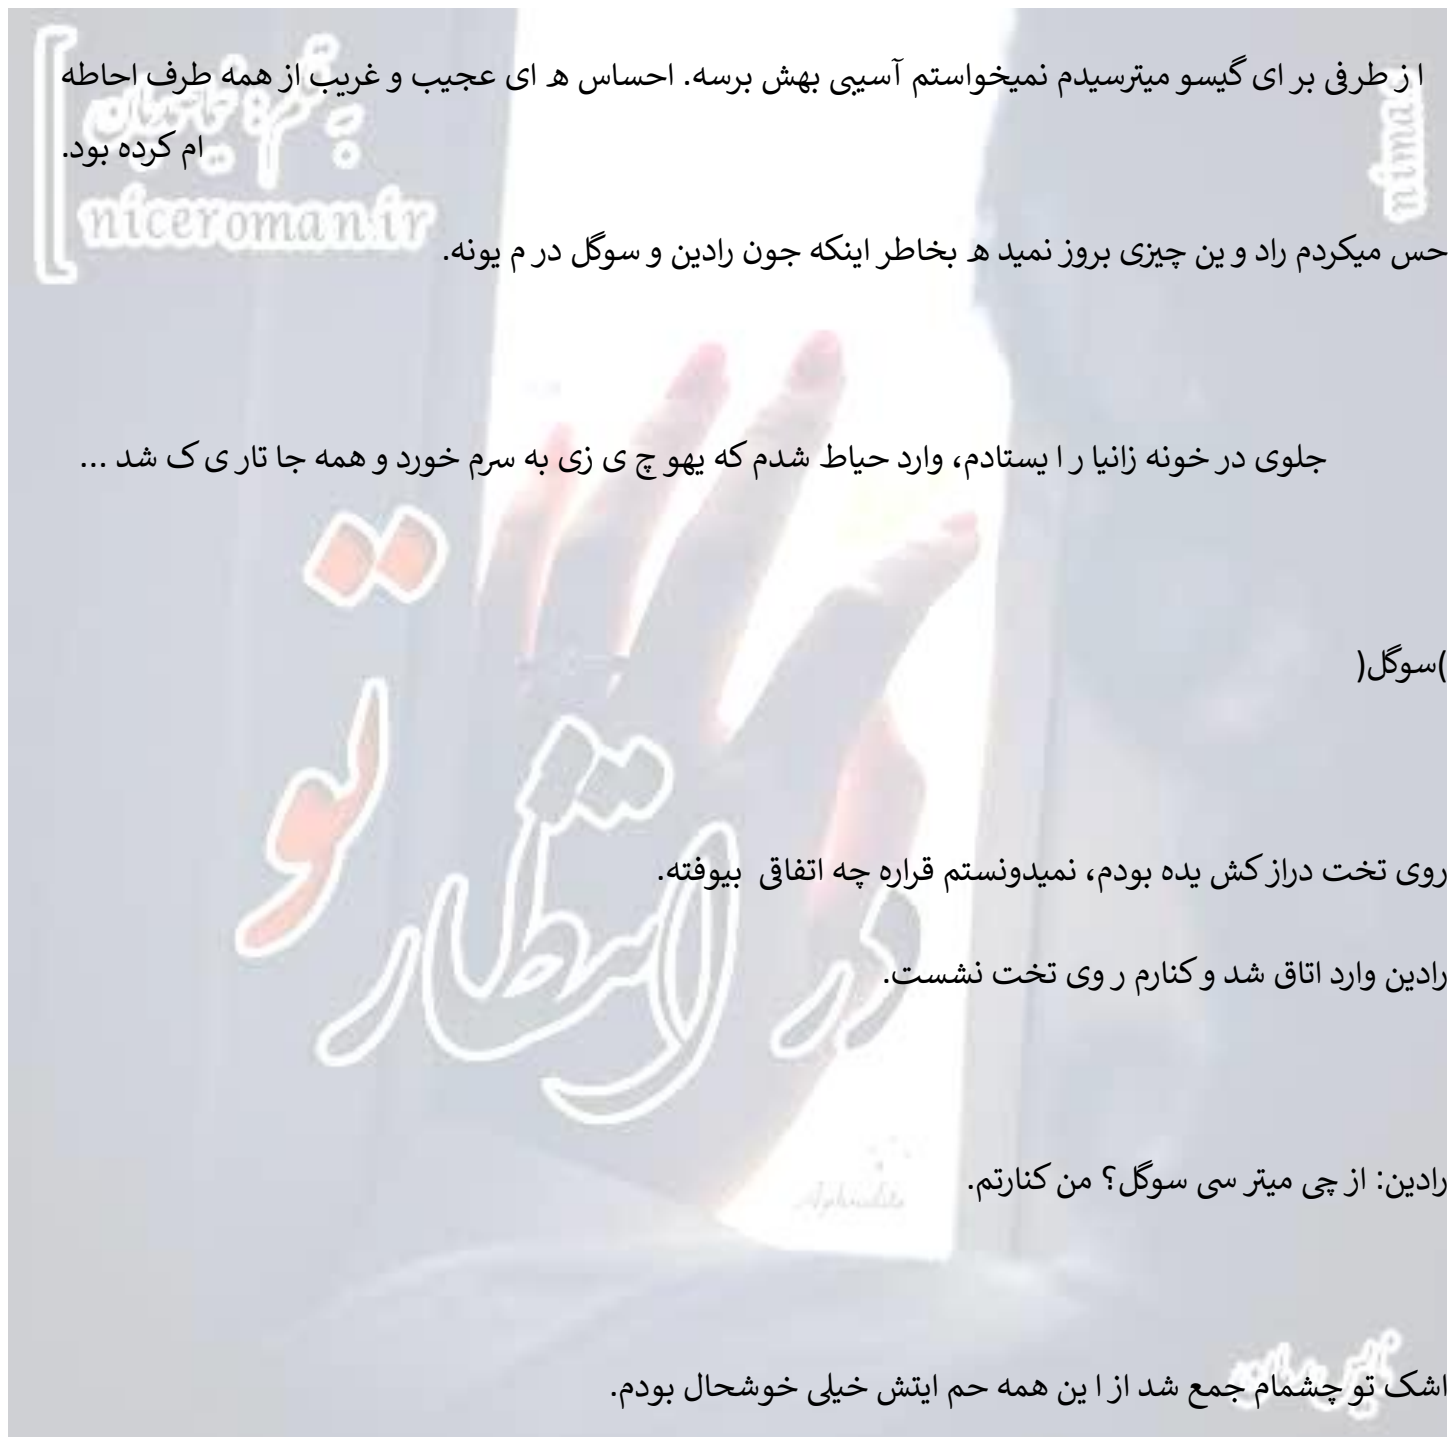 ا ز طرفی بر ای گیسو میترسیدم نمیخواستم آسیبی بهش برسه. احساس ه ای عجیب و غریب از همه طرف احاطه
ام کرده بود.
niceroman.ir
nima
حس میکردم راد و ین چیزی بروز نمید ه بخاطر اینکه جون رادین و سوگل در م یونه.
جلوی در خونه زانیا ر ا یستادم، وارد حیاط شدم که یهو چ ی زی به سرم خورد و همه جا تار ی ک شد ...
)سوگل(
روی تخت دراز کش یده بودم، نمیدونستم قراره چه اتفاقی بیوفته.
رادین وارد اتاق شد و کنارم ر وی تخت نشست.
در انتظار تو
رادین: از چی میتر سی سوگل؟ من کنارتم.
Aphrodite
اشک تو چشمام جمع شد از ا ین همه حم ایتش خیلی خوشحال بودم.